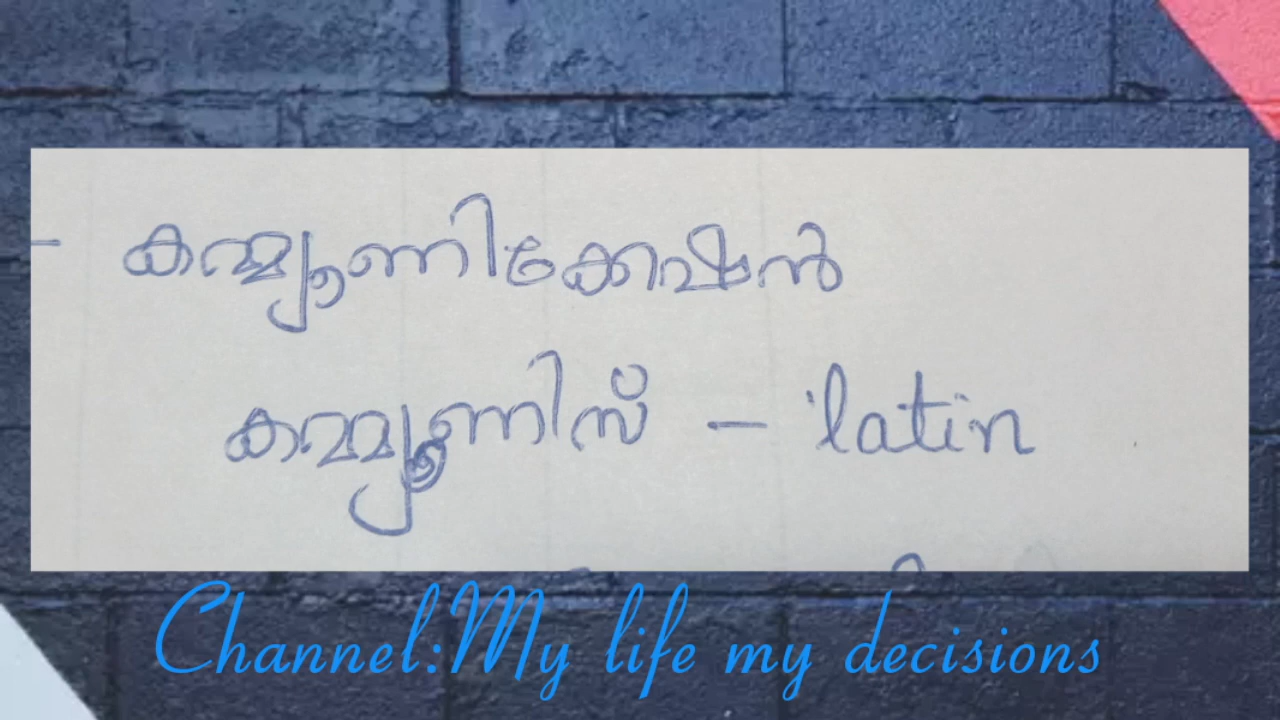 - കമ്മ്യൂണിക്കേഷൻ
കമ്മ്യൂണിസ് - latin
Channel:My life my decisions